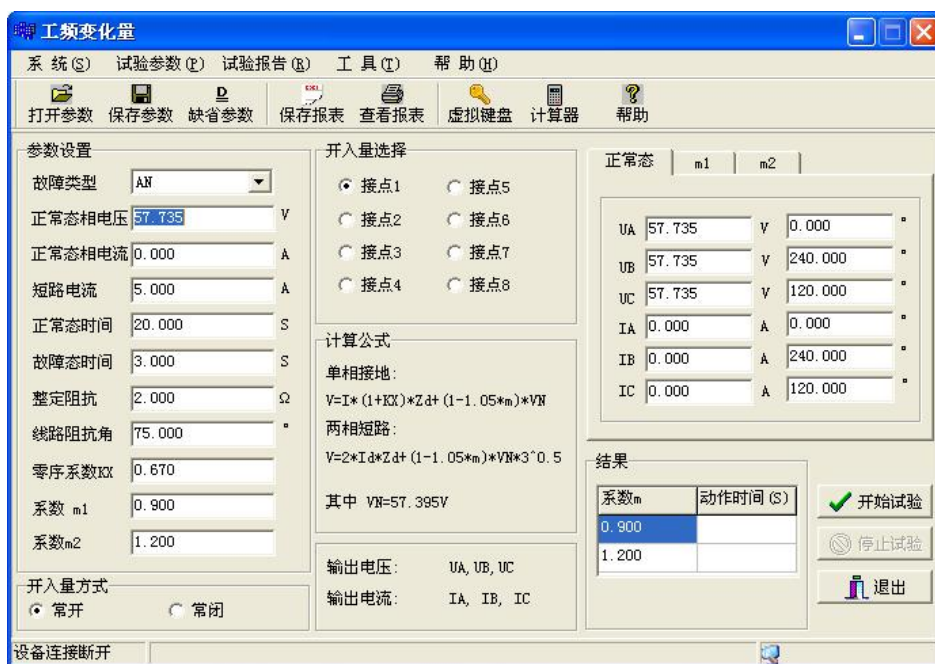 工频变化量
系 统(S) 试验参数(P) 试验报告(R) 工 具(T) 帮 助(H)
打开参数 保存参数 缺省参数 保存报表 查看报表 虚拟键盘 计算器 帮助
参数设置
故障类型 AN
正常态相电压 57.735 V
正常态相电流 0.000 A
短路电流 5.000 A
正常态时间 20.000 S
故障态时间 3.000 S
整定阻抗 2.000 Ω
线路阻抗角 75.000 °
零序系数KX 0.670
系数 m1 0.900
系数m2 1.200
开入量方式
常开 常闭
开入量选择
接点1 接点5
接点2 接点6
接点3 接点7
接点4 接点8
计算公式
单相接地:
V=I*(1+KX)*Zd+(1-1.05*m)*VN
两相短路:
V=2*Id*Zd+(1-1.05*m)*VN*3^0.5
其中 VN=57.395V
输出电压: UA,UB,UC
输出电流: IA, IB, IC
正常态 m1 m2
UA 57.735 V 0.000 °
UB 57.735 V 240.000 °
UC 57.735 V 120.000 °
IA 0.000 A 0.000 °
IB 0.000 A 240.000 °
IC 0.000 A 120.000 °
结果
系数m 动作时间(S)
0.900
1.200
开始试验
停止试验
退出
设备连接断开